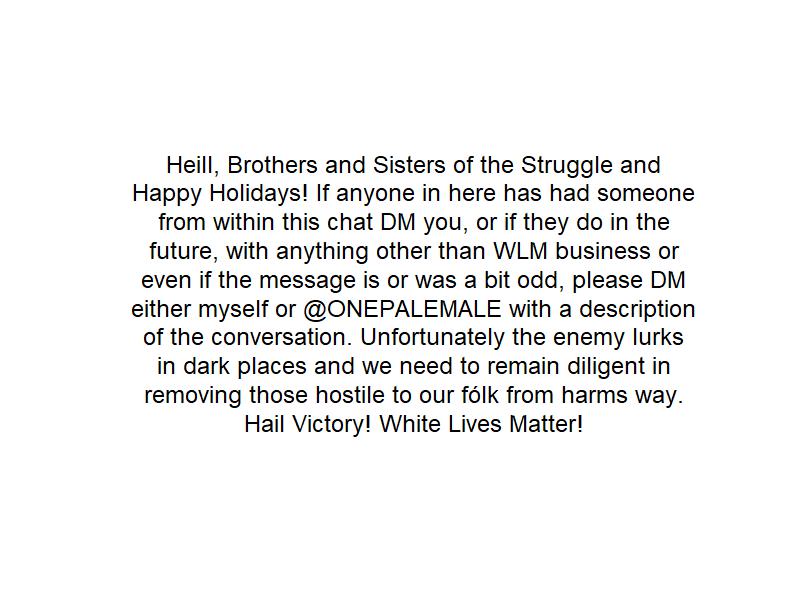 Heill, Brothers and Sisters of the Struggle and
Happy Holidays! If anyone in here has had someone
from within this chat DM you, or if they do in the
future, with anything other than WLM business or
even if the message is or was a bit odd, please DM
either myself or @ONEPALEMALE with a description
of the conversation. Unfortunately the enemy lurks
in dark places and we need to remain diligent in
removing those hostile to our fólk from harms way.
Hail Victory! White Lives Matter!